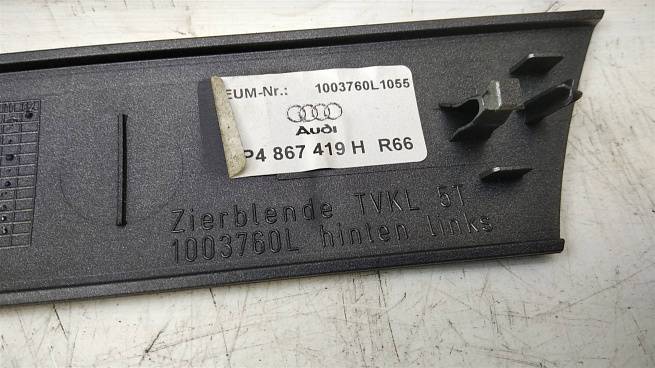 EUM-Nr.: 1003760L1055
Audi
P4 867 419 H R66
Zierblende TVKL 5T
1003760L hinten links